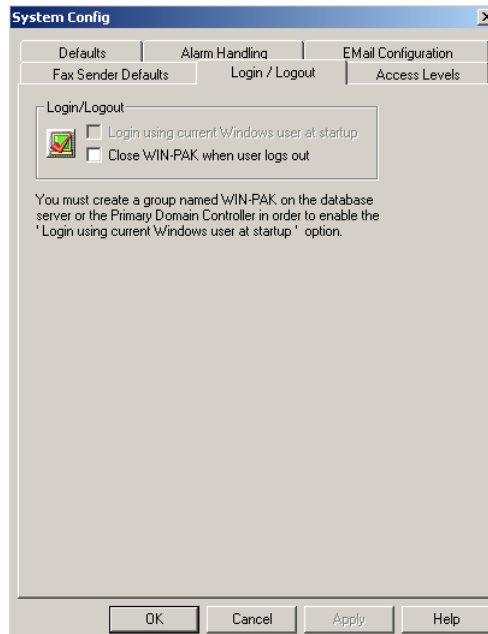 System Config
Defaults
Alarm Handling
EMail Configuration
Fax Sender Defaults
Login / Logout
Access Levels
Login/Logout
Login using current Windows user at startup
Close WIN-PAK when user logs out
You must create a group named WIN-PAK on the database
server or the Primary Domain Controller in order to enable the
'Login using current Windows user at startup ' option.
OK
Cancel
Apply
Help